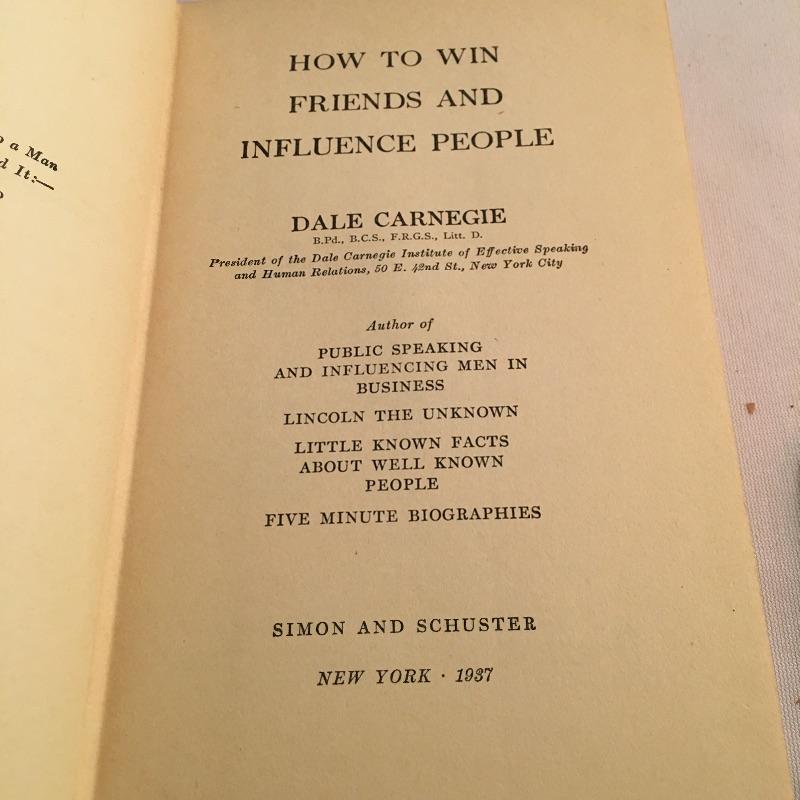 a Man
It:—
HOW TO WIN
FRIENDS AND
INFLUENCE PEOPLE
DALE CARNEGIE
B.Pd., B.C.S., F.R.G.S., Litt. D.
President of the Dale Carnegie Institute of Effective Speaking
and Human Relations, 50 E. 42nd St., New York City
Author of
PUBLIC SPEAKING
AND INFLUENCING MEN IN
BUSINESS
LINCOLN THE UNKNOWN
LITTLE KNOWN FACTS
ABOUT WELL KNOWN
PEOPLE
FIVE MINUTE BIOGRAPHIES
SIMON AND SCHUSTER
NEW YORK · 1937